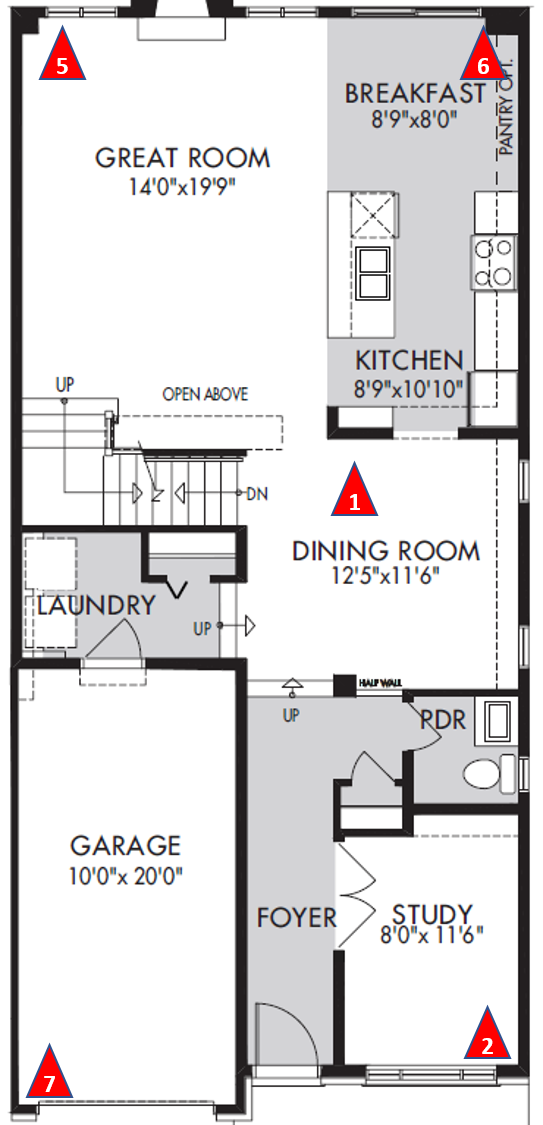 5
6
BREAKFAST
8'9"x8'0"
PANTRY OPT.
GREAT ROOM
14'0"x19'9"
KITCHEN
8'9"x10'10"
UP
OPEN ABOVE
DN
1
DINING ROOM
12'5"x11'6"
LAUNDRY
UP
HALF WALL
UP
PDR
GARAGE
10'0"x 20'0"
FOYER
STUDY
8'0"x 11'6"
2
7